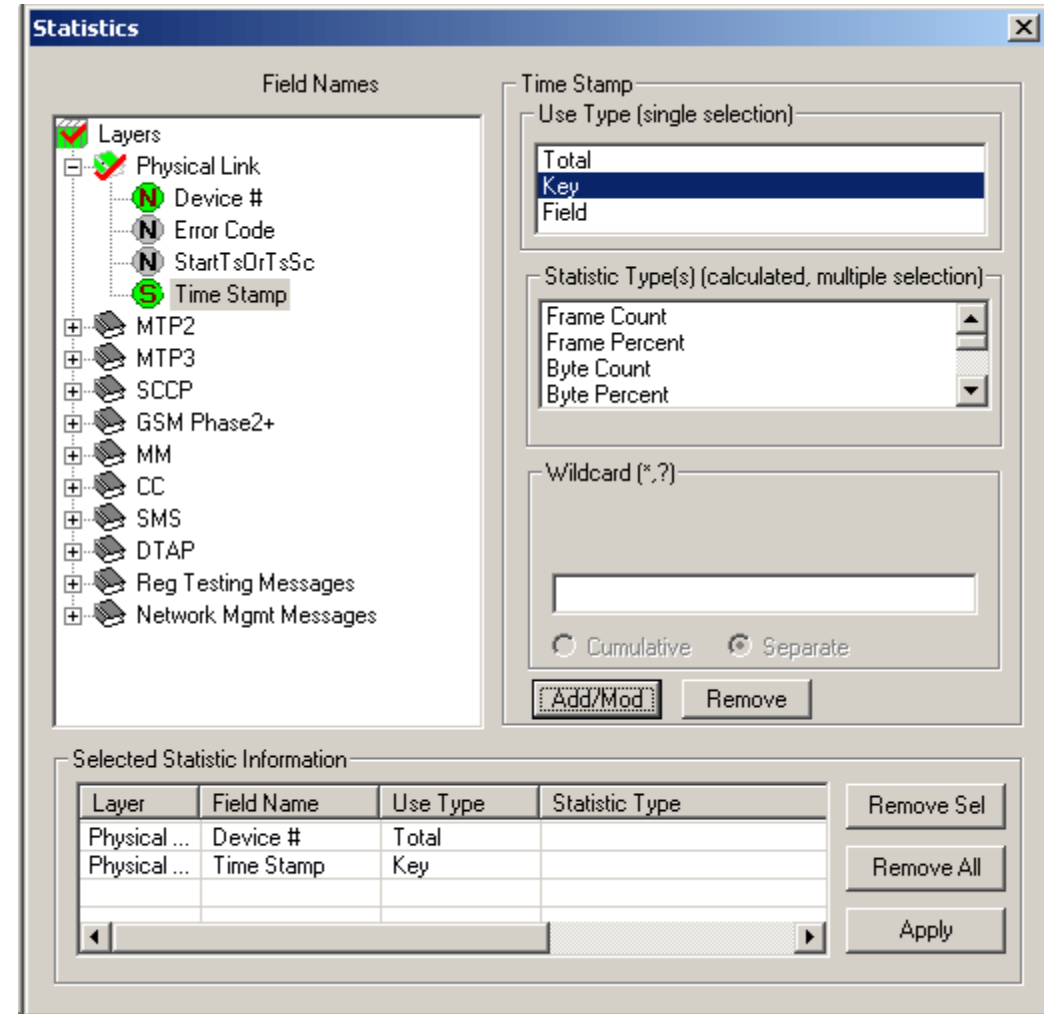 Statistics
Field Names
Layers
Physical Link
N Device #
N Error Code
N StartTsOrTsSc
S Time Stamp
MTP2
MTP3
SCCP
GSM Phase2+
MM
CC
SMS
DTAP
Reg Testing Messages
Network Mgmt Messages
Time Stamp
Use Type (single selection)
Total
Key
Field
Statistic Type(s) (calculated, multiple selection)
Frame Count
Frame Percent
Byte Count
Byte Percent
Wildcard (*,?)
Cumulative Separate
Add/Mod Remove
Selected Statistic Information
Layer Field Name Use Type Statistic Type
Physical ... Device # Total
Physical ... Time Stamp Key
Remove Sel
Remove All
Apply